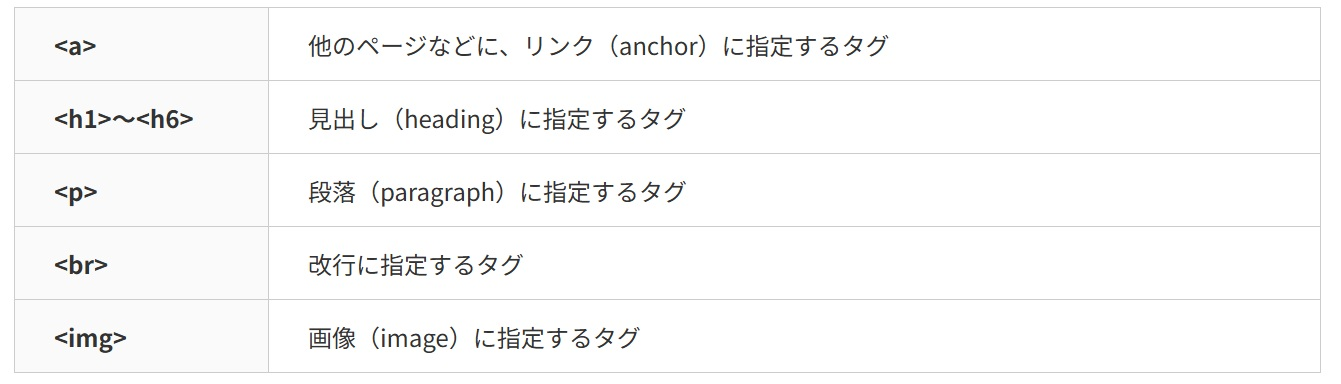 <a> 他のページなどに、リンク（anchor）に指定するタグ
<h1>～<h6> 見出し（heading）に指定するタグ
<p> 段落（paragraph）に指定するタグ
<br> 改行に指定するタグ
<img> 画像（image）に指定するタグ